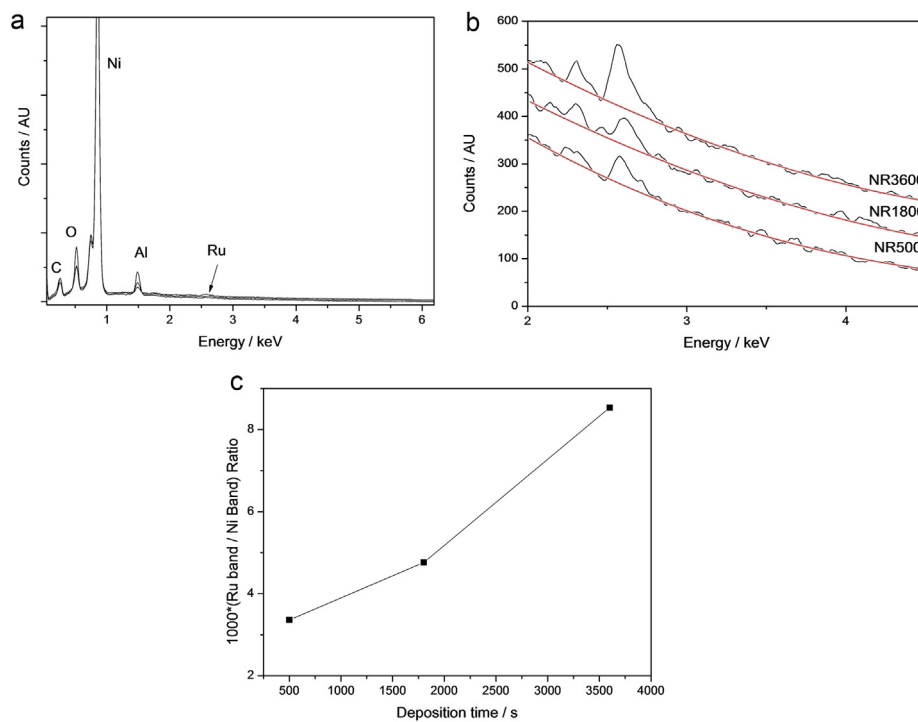 a
Counts / AU
C
O
Ni
Al
Ru
1
2
3
4
5
6
Energy / keV
b
Counts / AU
600
500
400
300
200
100
0
NR3600
NR1800
NR500
2
3
4
Energy / keV
c
1000*(Ru band / Ni Band) Ratio
8
6
4
2
500
1000
1500
2000
2500
3000
3500
4000
Deposition time / s